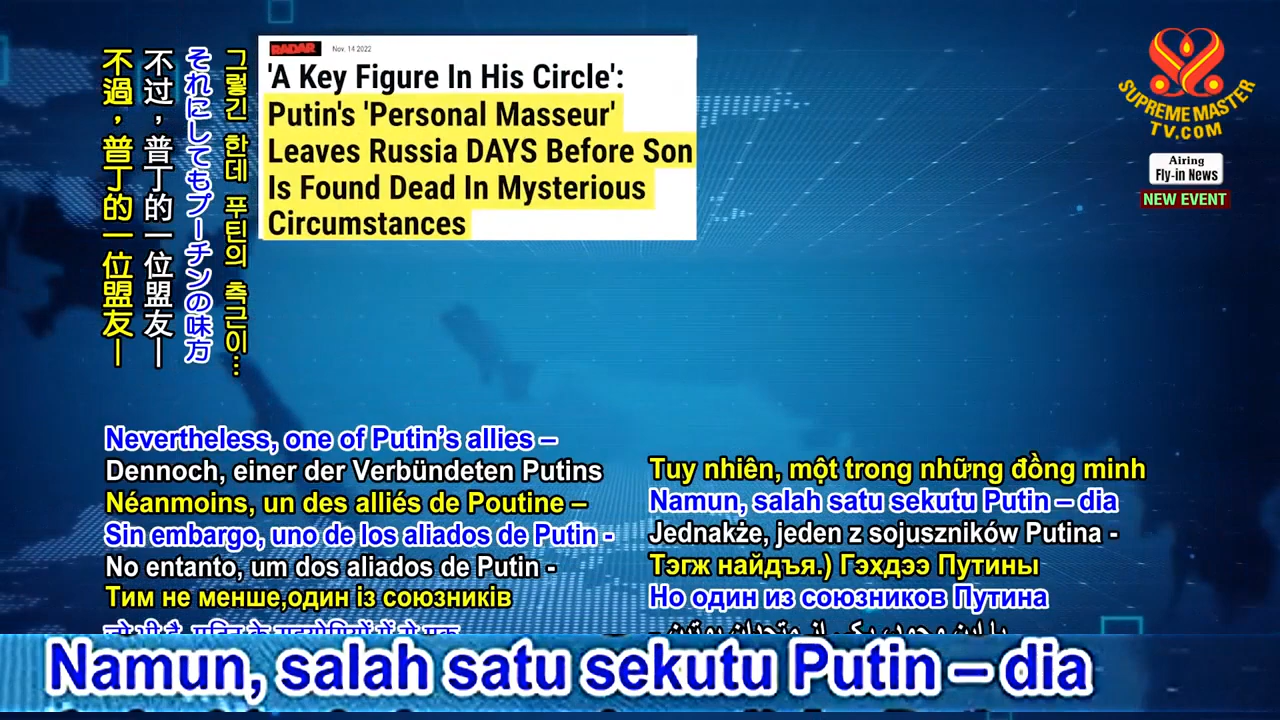 RADAR Nov. 14 2022
'A Key Figure In His Circle':
Putin's 'Personal Masseur'
Leaves Russia DAYS Before Son
Is Found Dead In Mysterious
Circumstances
SUPREME MASTER
TV.COM
Airing
Fly-in News
NEW EVENT
不過，普丁的一位盟友—
不过，普丁的一位盟友—
それにしてもプーチンの味方
그렇긴 한데 푸틴의 측근이…
Nevertheless, one of Putin's allies –
Dennoch, einer der Verbündeten Putins
Néanmoins, un des alliés de Poutine –
Sin embargo, uno de los aliados de Putin -
No entanto, um dos aliados de Putin -
Тим не менше,один із союзників
Tuy nhiên, một trong những đồng minh
Namun, salah satu sekutu Putin – dia
Jednakże, jeden z sojuszników Putina -
Тэгж найдъя.) Гэхдээ Путины
Но один из союзников Путина
Namun, salah satu sekutu Putin – dia